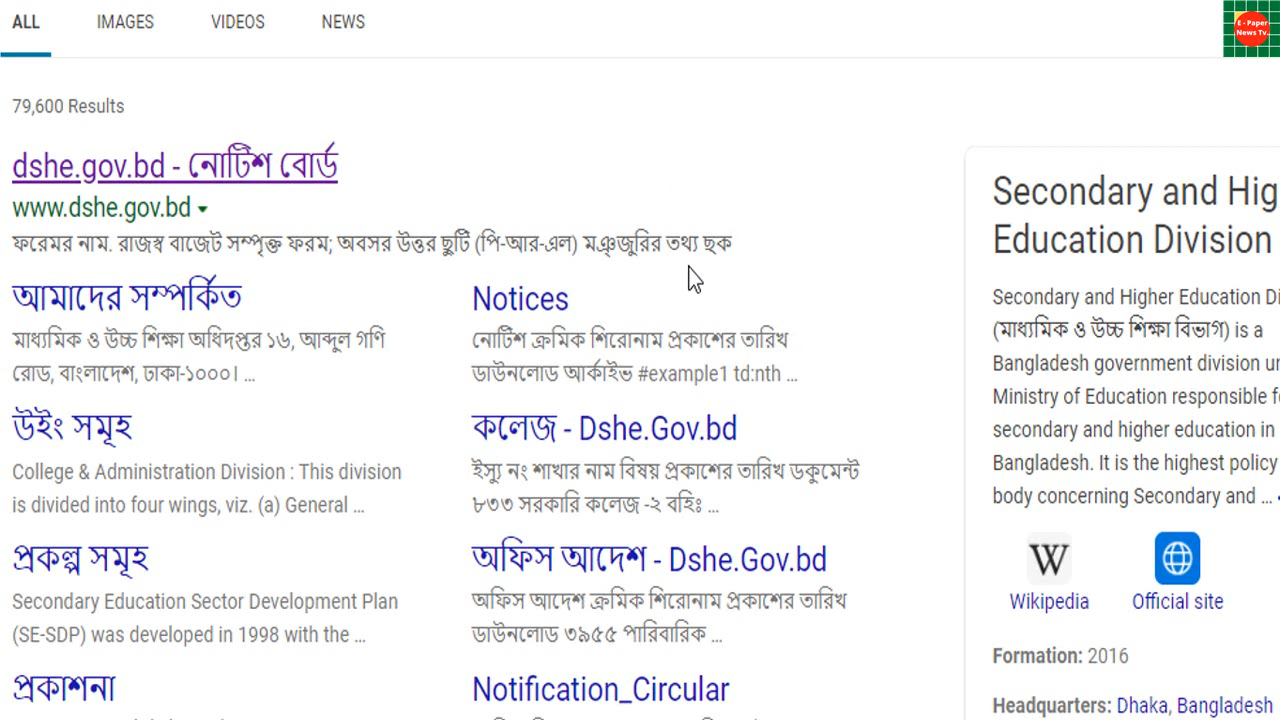 ALL IMAGES VIDEOS NEWS
E - Paper
News Tv.
79,600 Results
dshe.gov.bd - নোটিশ বোর্ড
www.dshe.gov.bd
ফরেমর নাম. রাজস্ব বাজেট সম্পৃক্ত ফরম; অবসর উত্তর ছুটি (পি-আর-এল) মঞ্জুরির তথ্য ছক
আমাদের সম্পর্কিত
মাধ্যমিক ও উচ্চ শিক্ষা অধিদপ্তর ১৬, আব্দুল গণি
রোড, বাংলাদেশ, ঢাকা-১০০০। ...
Notices
নোটিশ ক্রমিক শিরোনাম প্রকাশের তারিখ
ডাউনলোড আর্কাইভ #example1 td:nth ...
উইং সমূহ
College & Administration Division : This division
is divided into four wings, viz. (a) General ...
কলেজ - Dshe.Gov.bd
ইস্যু নং শাখার নাম বিষয় প্রকাশের তারিখ ডকুমেন্ট
৮৩৩ সরকারি কলেজ -২ বহিঃ ...
প্রকল্প সমূহ
Secondary Education Sector Development Plan
(SE-SDP) was developed in 1998 with the ...
অফিস আদেশ - Dshe.Gov.bd
অফিস আদেশ ক্রমিক শিরোনাম প্রকাশের তারিখ
ডাউনলোড ৩৯৫৫ পারিবারিক ...
প্রকাশনা
Notification_Circular
Secondary and Hig
Education Division
Secondary and Higher Education Di
(মাধ্যমিক ও উচ্চ শিক্ষা বিভাগ) is a
Bangladesh government division un
Ministry of Education responsible f
secondary and higher education in
Bangladesh. It is the highest policy
body concerning Secondary and ...
W
Wikipedia
Official site
Formation: 2016
Headquarters: Dhaka, Bangladesh